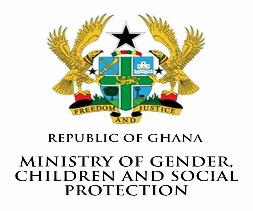 FREEDOM AND JUSTICE
REPUBLIC OF GHANA
MINISTRY OF GENDER,
CHILDREN AND SOCIAL
PROTECTION